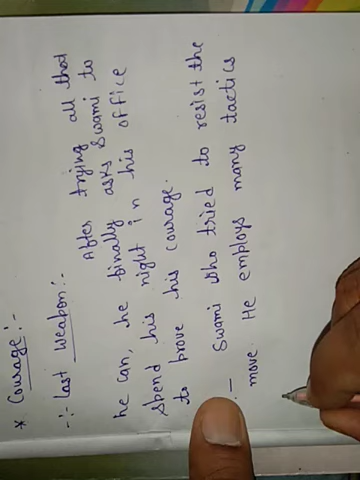 * Courage :-
-:- Last Weapon :-
After trying all that
he can, he finally asks Swami to
spend his night in his office
to prove his courage.
:- Swami who tried to resist the
move. He employs many tactics